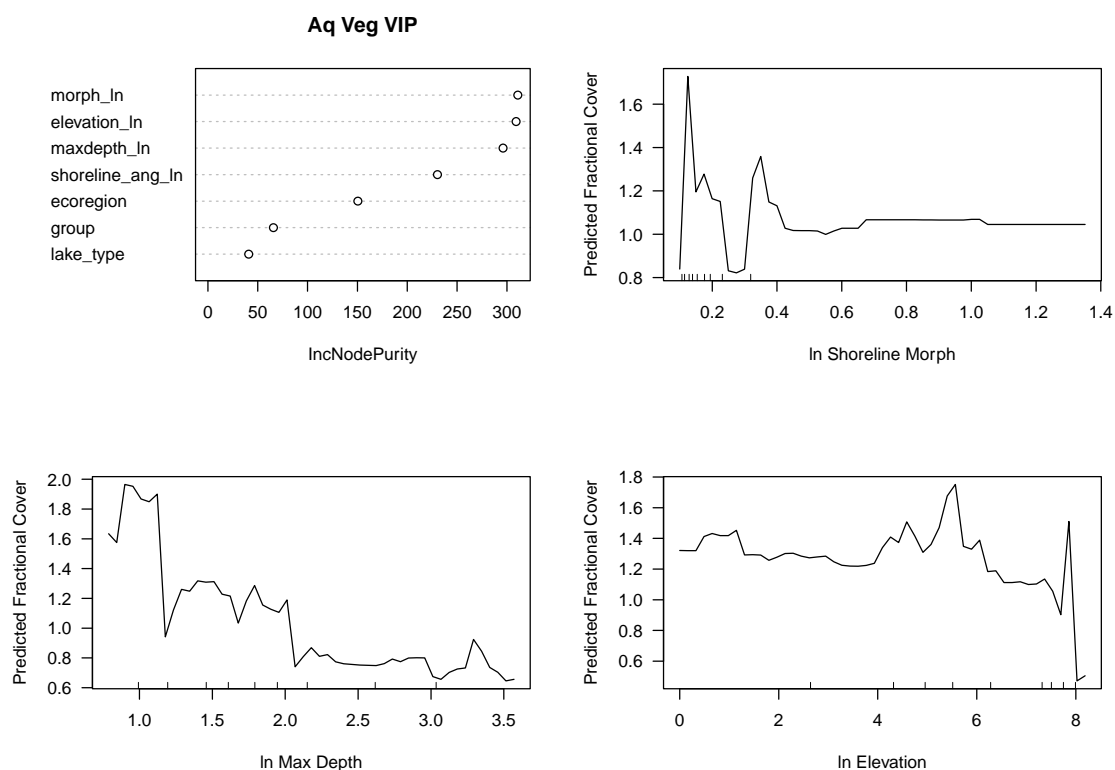 Aq Veg VIP
morph_ln
elevation_ln
maxdepth_ln
shoreline_ang_ln
ecoregion
group
lake_type
0 50 100 150 200 250 300
IncNodePurity
Predicted Fractional Cover
1.6
1.4
1.2
1.0
0.8
0.2 0.4 0.6 0.8 1.0 1.2 1.4
ln Shoreline Morph
Predicted Fractional Cover
2.0
1.8
1.6
1.4
1.2
1.0
0.8
0.6
1.0 1.5 2.0 2.5 3.0 3.5
ln Max Depth
Predicted Fractional Cover
1.8
1.6
1.4
1.2
1.0
0.8
0.6
0 2 4 6 8
ln Elevation